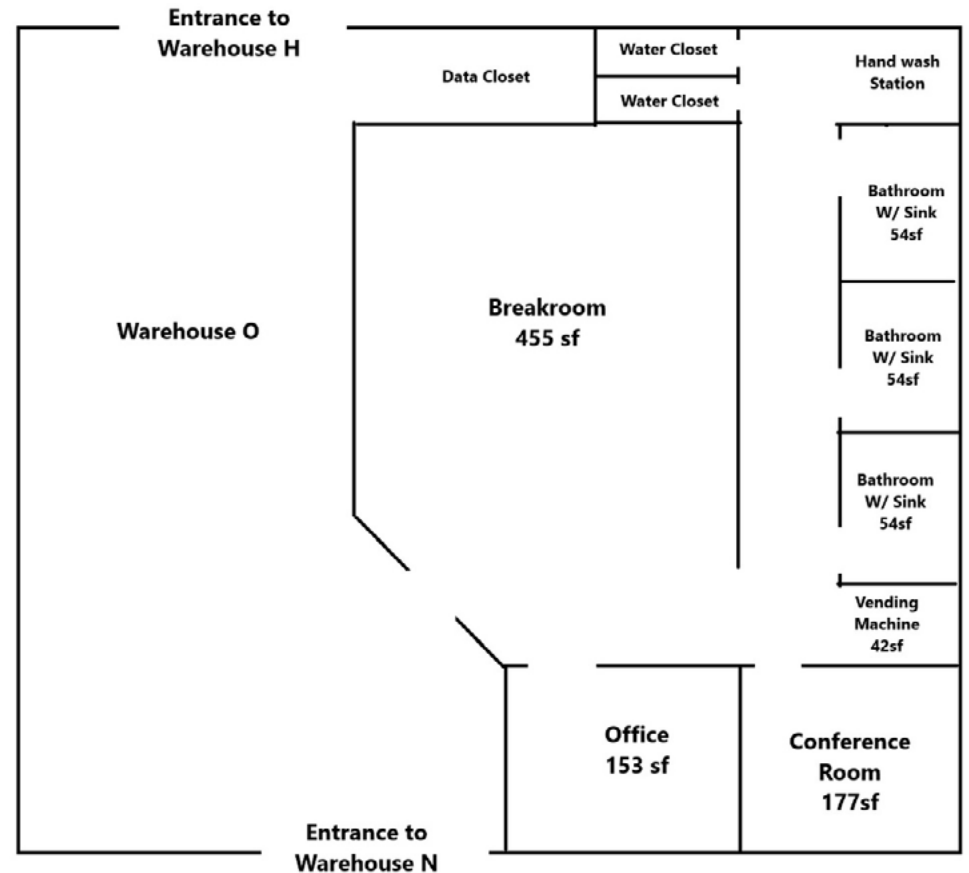 Entrance to
Warehouse H
Data Closet
Water Closet
Water Closet
Hand wash
Station
Bathroom
W/ Sink
54sf
Breakroom
455 sf
Warehouse O
Bathroom
W/ Sink
54sf
Bathroom
W/ Sink
54sf
Vending
Machine
42sf
Office
153 sf
Conference
Room
177sf
Entrance to
Warehouse N